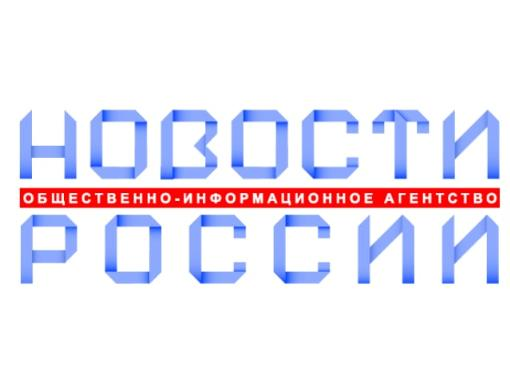 НОВОСТИ
ОБЩЕСТВЕННО-ИНФОРМАЦИОННОЕ АГЕНТСТВО
РОССИИ